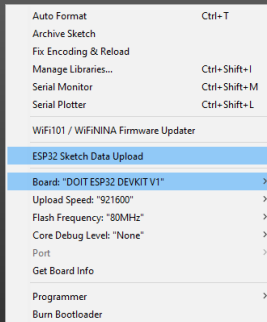 Auto Format Ctrl+T
Archive Sketch
Fix Encoding & Reload
Manage Libraries... Ctrl+Shift+I
Serial Monitor Ctrl+Shift+M
Serial Plotter Ctrl+Shift+L
WiFi101 / WiFiNINA Firmware Updater
ESP32 Sketch Data Upload
Board: "DOIT ESP32 DEVKIT V1"
Upload Speed: "921600"
Flash Frequency: "80MHz"
Core Debug Level: "None"
Port
Get Board Info
Programmer
Burn Bootloader